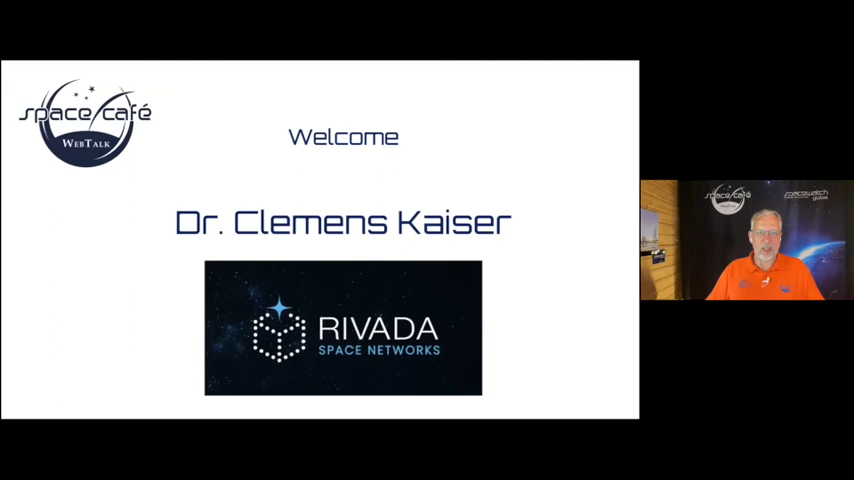 space café
WEBTALK
Welcome
Dr. Clemens Kaiser
RIVADA
SPACE NETWORKS
space café
spacewatch
global